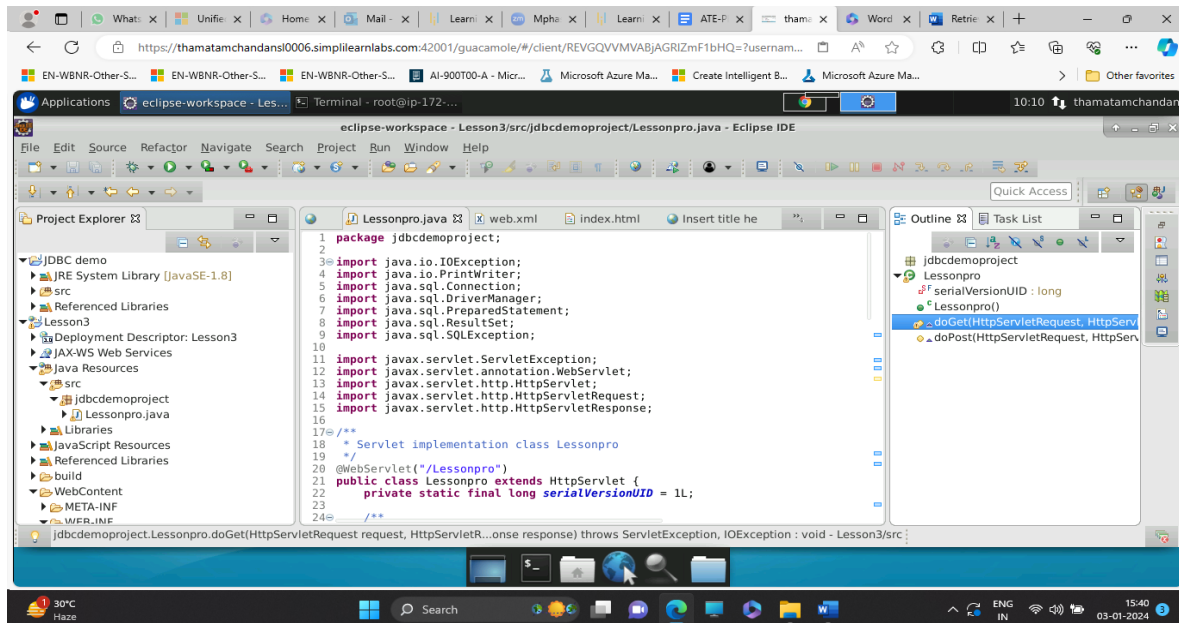 Whats
Unifie
Home
Mail -
Learni
Mpha
Learni
ATE-P
thama
Word
Retrie
https://thamatamchandansl0006.simplilearnlabs.com:42001/guacamole/#/client/REVGQVVMVABjAGRIZmF1bHQ=?usernam...
EN-WBNR-Other-S...
EN-WBNR-Other-S...
EN-WBNR-Other-S...
AI-900T00-A - Micr...
Microsoft Azure Ma...
Create Intelligent B...
Microsoft Azure Ma...
Other favorites
Applications
eclipse-workspace - Les...
Terminal - root@ip-172-...
10:10
thamatamchandan
eclipse-workspace - Lesson3/src/jdbcdemoproject/Lessonpro.java - Eclipse IDE
File Edit Source Refactor Navigate Search Project Run Window Help
Quick Access
Project Explorer
JDBC demo
JRE System Library [JavaSE-1.8]
src
Referenced Libraries
Lesson3
Deployment Descriptor: Lesson3
JAX-WS Web Services
Java Resources
src
jdbcdemoproject
Lessonpro.java
Libraries
JavaScript Resources
Referenced Libraries
build
WebContent
META-INF
WEB-INF
Lessonpro.java
web.xml
index.html
Insert title he
1 package jdbcdemoproject;
2
3 import java.io.IOException;
4 import java.io.PrintWriter;
5 import java.sql.Connection;
6 import java.sql.DriverManager;
7 import java.sql.PreparedStatement;
8 import java.sql.ResultSet;
9 import java.sql.SQLException;
10
11 import javax.servlet.ServletException;
12 import javax.servlet.annotation.WebServlet;
13 import javax.servlet.http.HttpServlet;
14 import javax.servlet.http.HttpServletRequest;
15 import javax.servlet.http.HttpServletResponse;
16
17 /**
18 * Servlet implementation class Lessonpro
19 */
20 @WebServlet("/Lessonpro")
21 public class Lessonpro extends HttpServlet {
22 private static final long serialVersionUID = 1L;
23
24 /**
Outline
Task List
jdbcdemoproject
Lessonpro
serialVersionUID : long
Lessonpro()
doGet(HttpServletRequest, HttpServl
doPost(HttpServletRequest, HttpServ
jdbcdemoproject.Lessonpro.doGet(HttpServletRequest request, HttpServletR...onse response) throws ServletException, IOException : void - Lesson3/src
30°C
Haze
Search
ENG
IN
15:40
03-01-2024
3